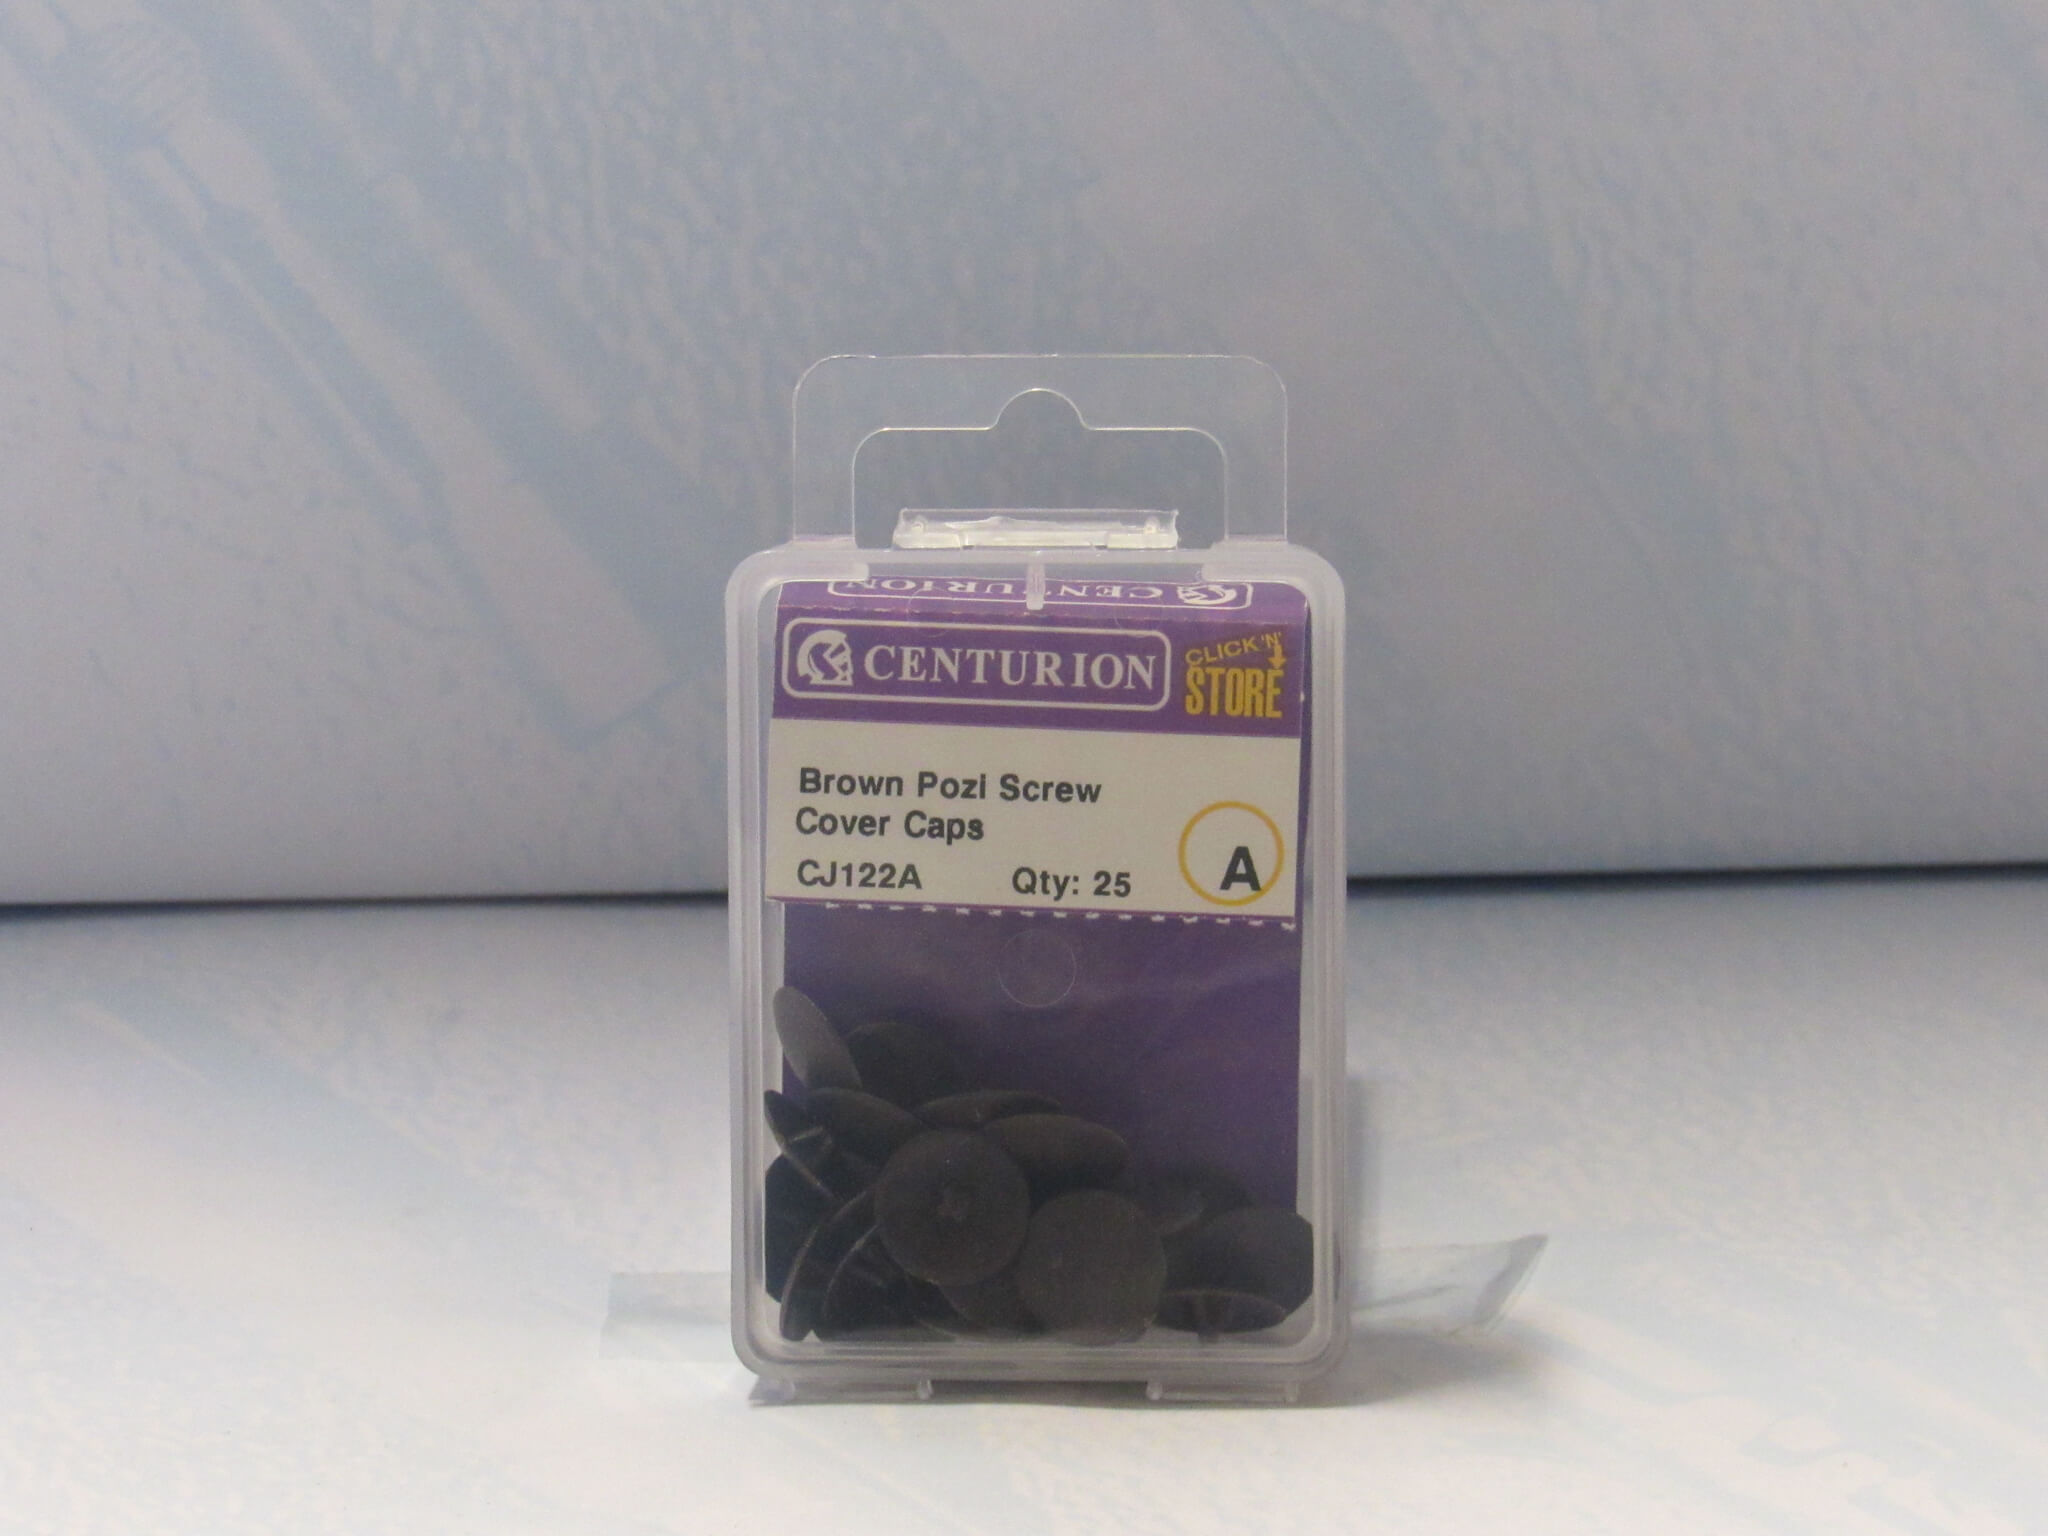 CENTURION
CENTURION
CLICK 'N'
STORE
Brown Pozi Screw
Cover Caps
CJ122A Qty: 25
A